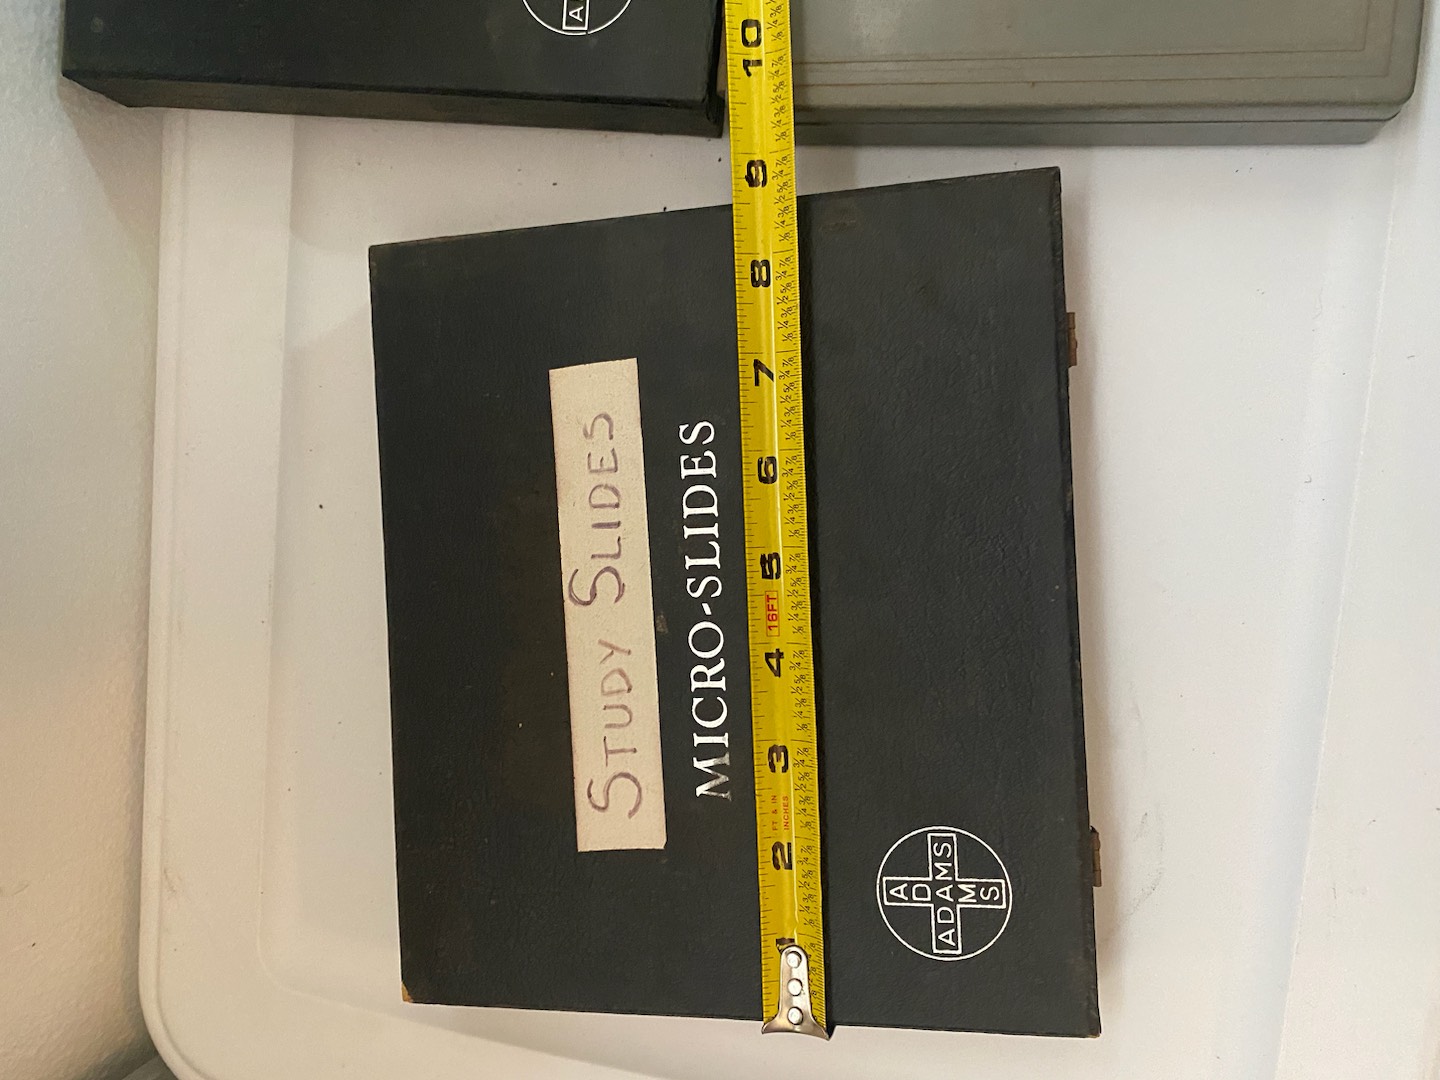 STUDY SLIDES
MICRO-SLIDES
ADAMS
ADAMS
A
1
2
FT & IN
INCHES
3
4
16FT
5
6
7
8
9
10